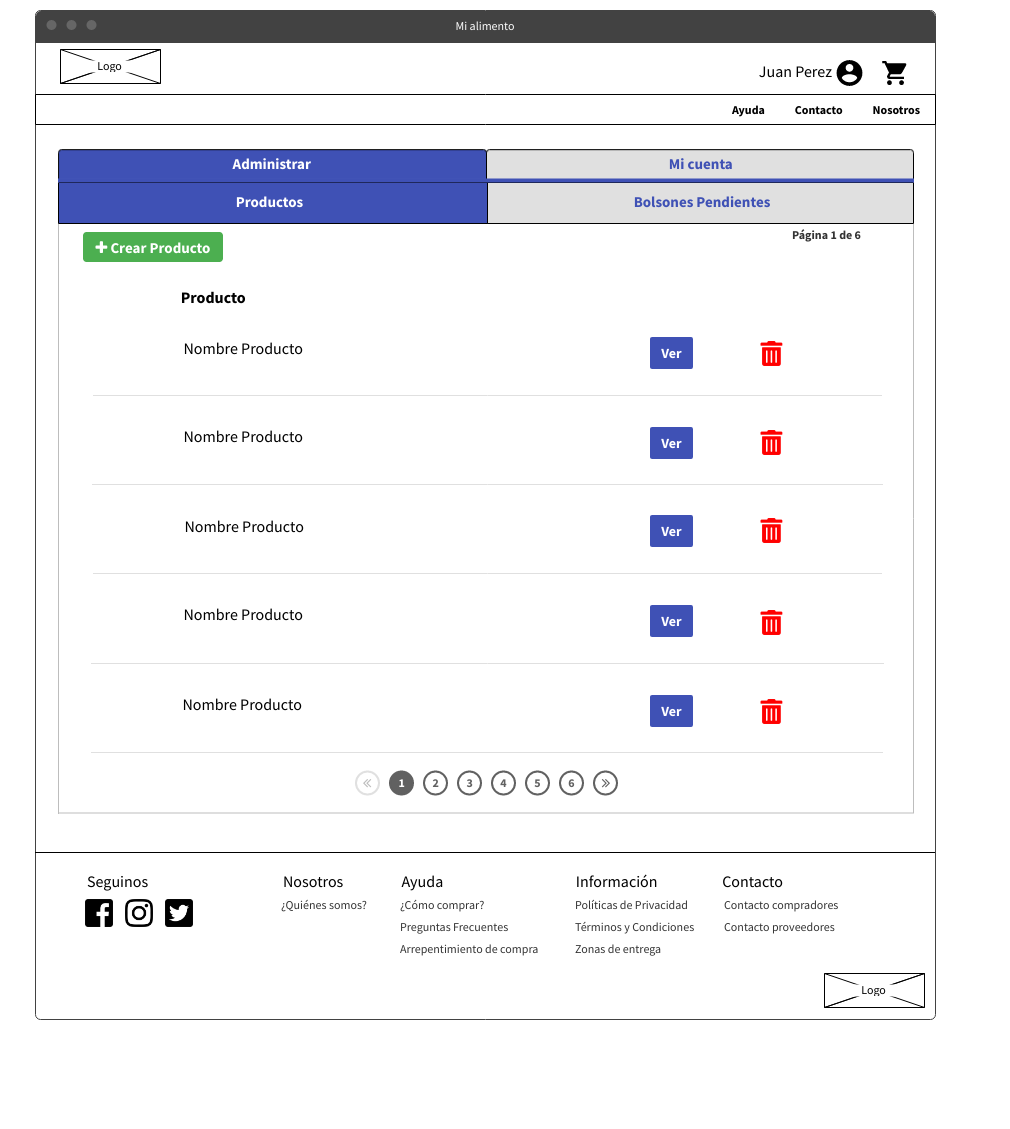 Mi alimento
Logo
Juan Perez
Ayuda Contacto Nosotros
Administrar Mi cuenta
Productos Bolsones Pendientes
Crear Producto
Página 1 de 6
Producto
Nombre Producto Ver
Nombre Producto Ver
Nombre Producto Ver
Nombre Producto Ver
Nombre Producto Ver
« 1 2 3 4 5 6 »
Seguinos Nosotros Ayuda Información Contacto
¿Quiénes somos? ¿Cómo comprar? Políticas de Privacidad Contacto compradores
Preguntas Frecuentes Términos y Condiciones Contacto proveedores
Arrepentimiento de compra Zonas de entrega
Logo